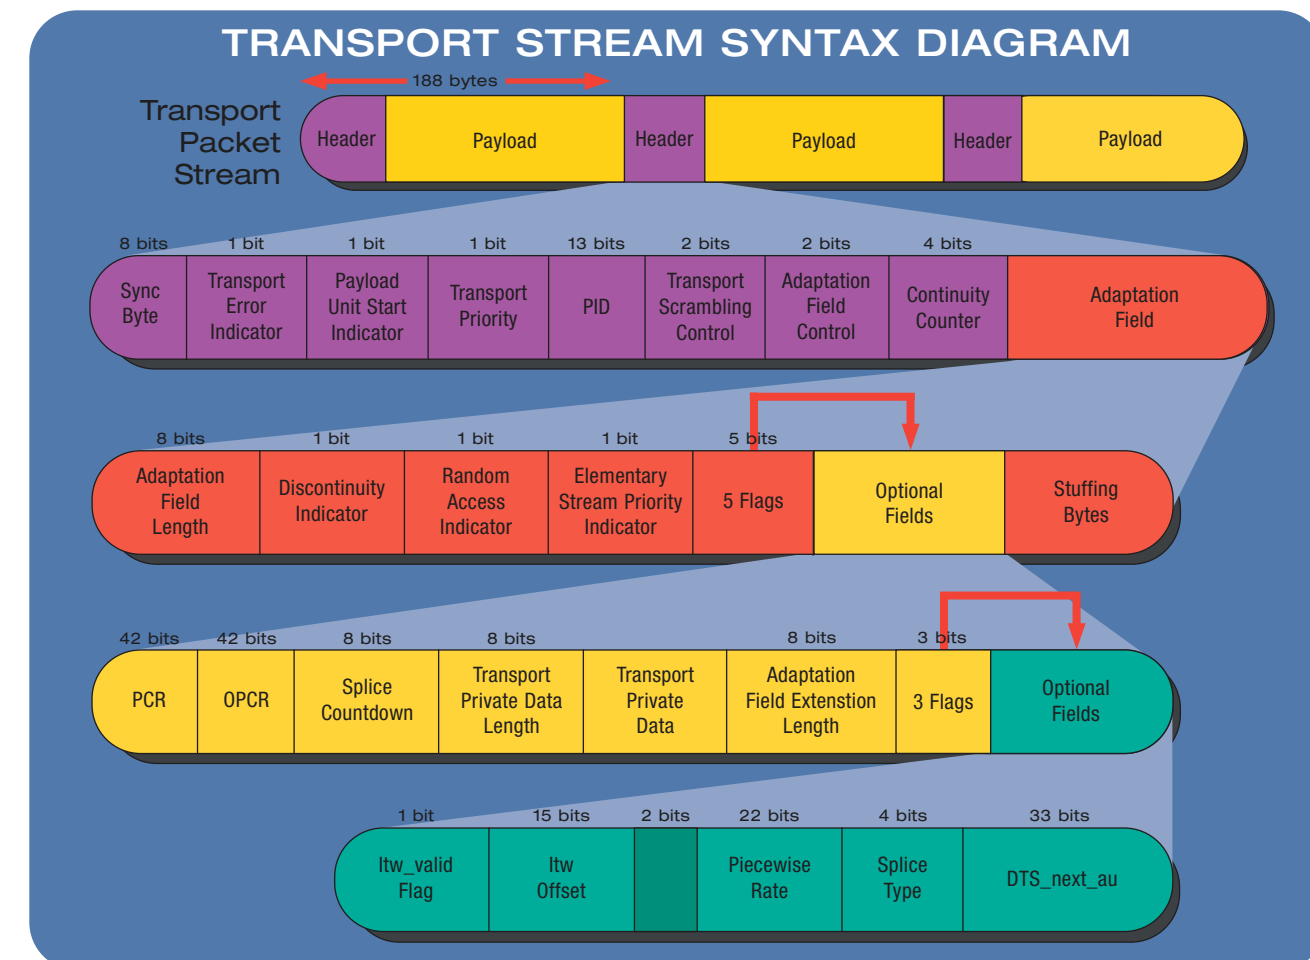 TRANSPORT STREAM SYNTAX DIAGRAM
188 bytes
Transport
Packet
Stream
Header
Payload
Header
Payload
Header
Payload
8 bits
1 bit
1 bit
1 bit
13 bits
2 bits
2 bits
4 bits
Sync
Byte
Transport
Error
Indicator
Payload
Unit Start
Indicator
Transport
Priority
PID
Transport
Scrambling
Control
Adaptation
Field
Control
Continuity
Counter
Adaptation
Field
8 bits
1 bit
1 bit
1 bit
5 bits
Adaptation
Field
Length
Discontinuity
Indicator
Random
Access
Indicator
Elementary
Stream Priority
Indicator
5 Flags
Optional
Fields
Stuffing
Bytes
42 bits
42 bits
8 bits
8 bits
8 bits
3 bits
PCR
OPCR
Splice
Countdown
Transport
Private Data
Length
Transport
Private
Data
Adaptation
Field Extenstion
Length
3 Flags
Optional
Fields
1 bit
15 bits
2 bits
22 bits
4 bits
33 bits
ltw_valid
Flag
ltw
Offset
Piecewise
Rate
Splice
Type
DTS_next_au